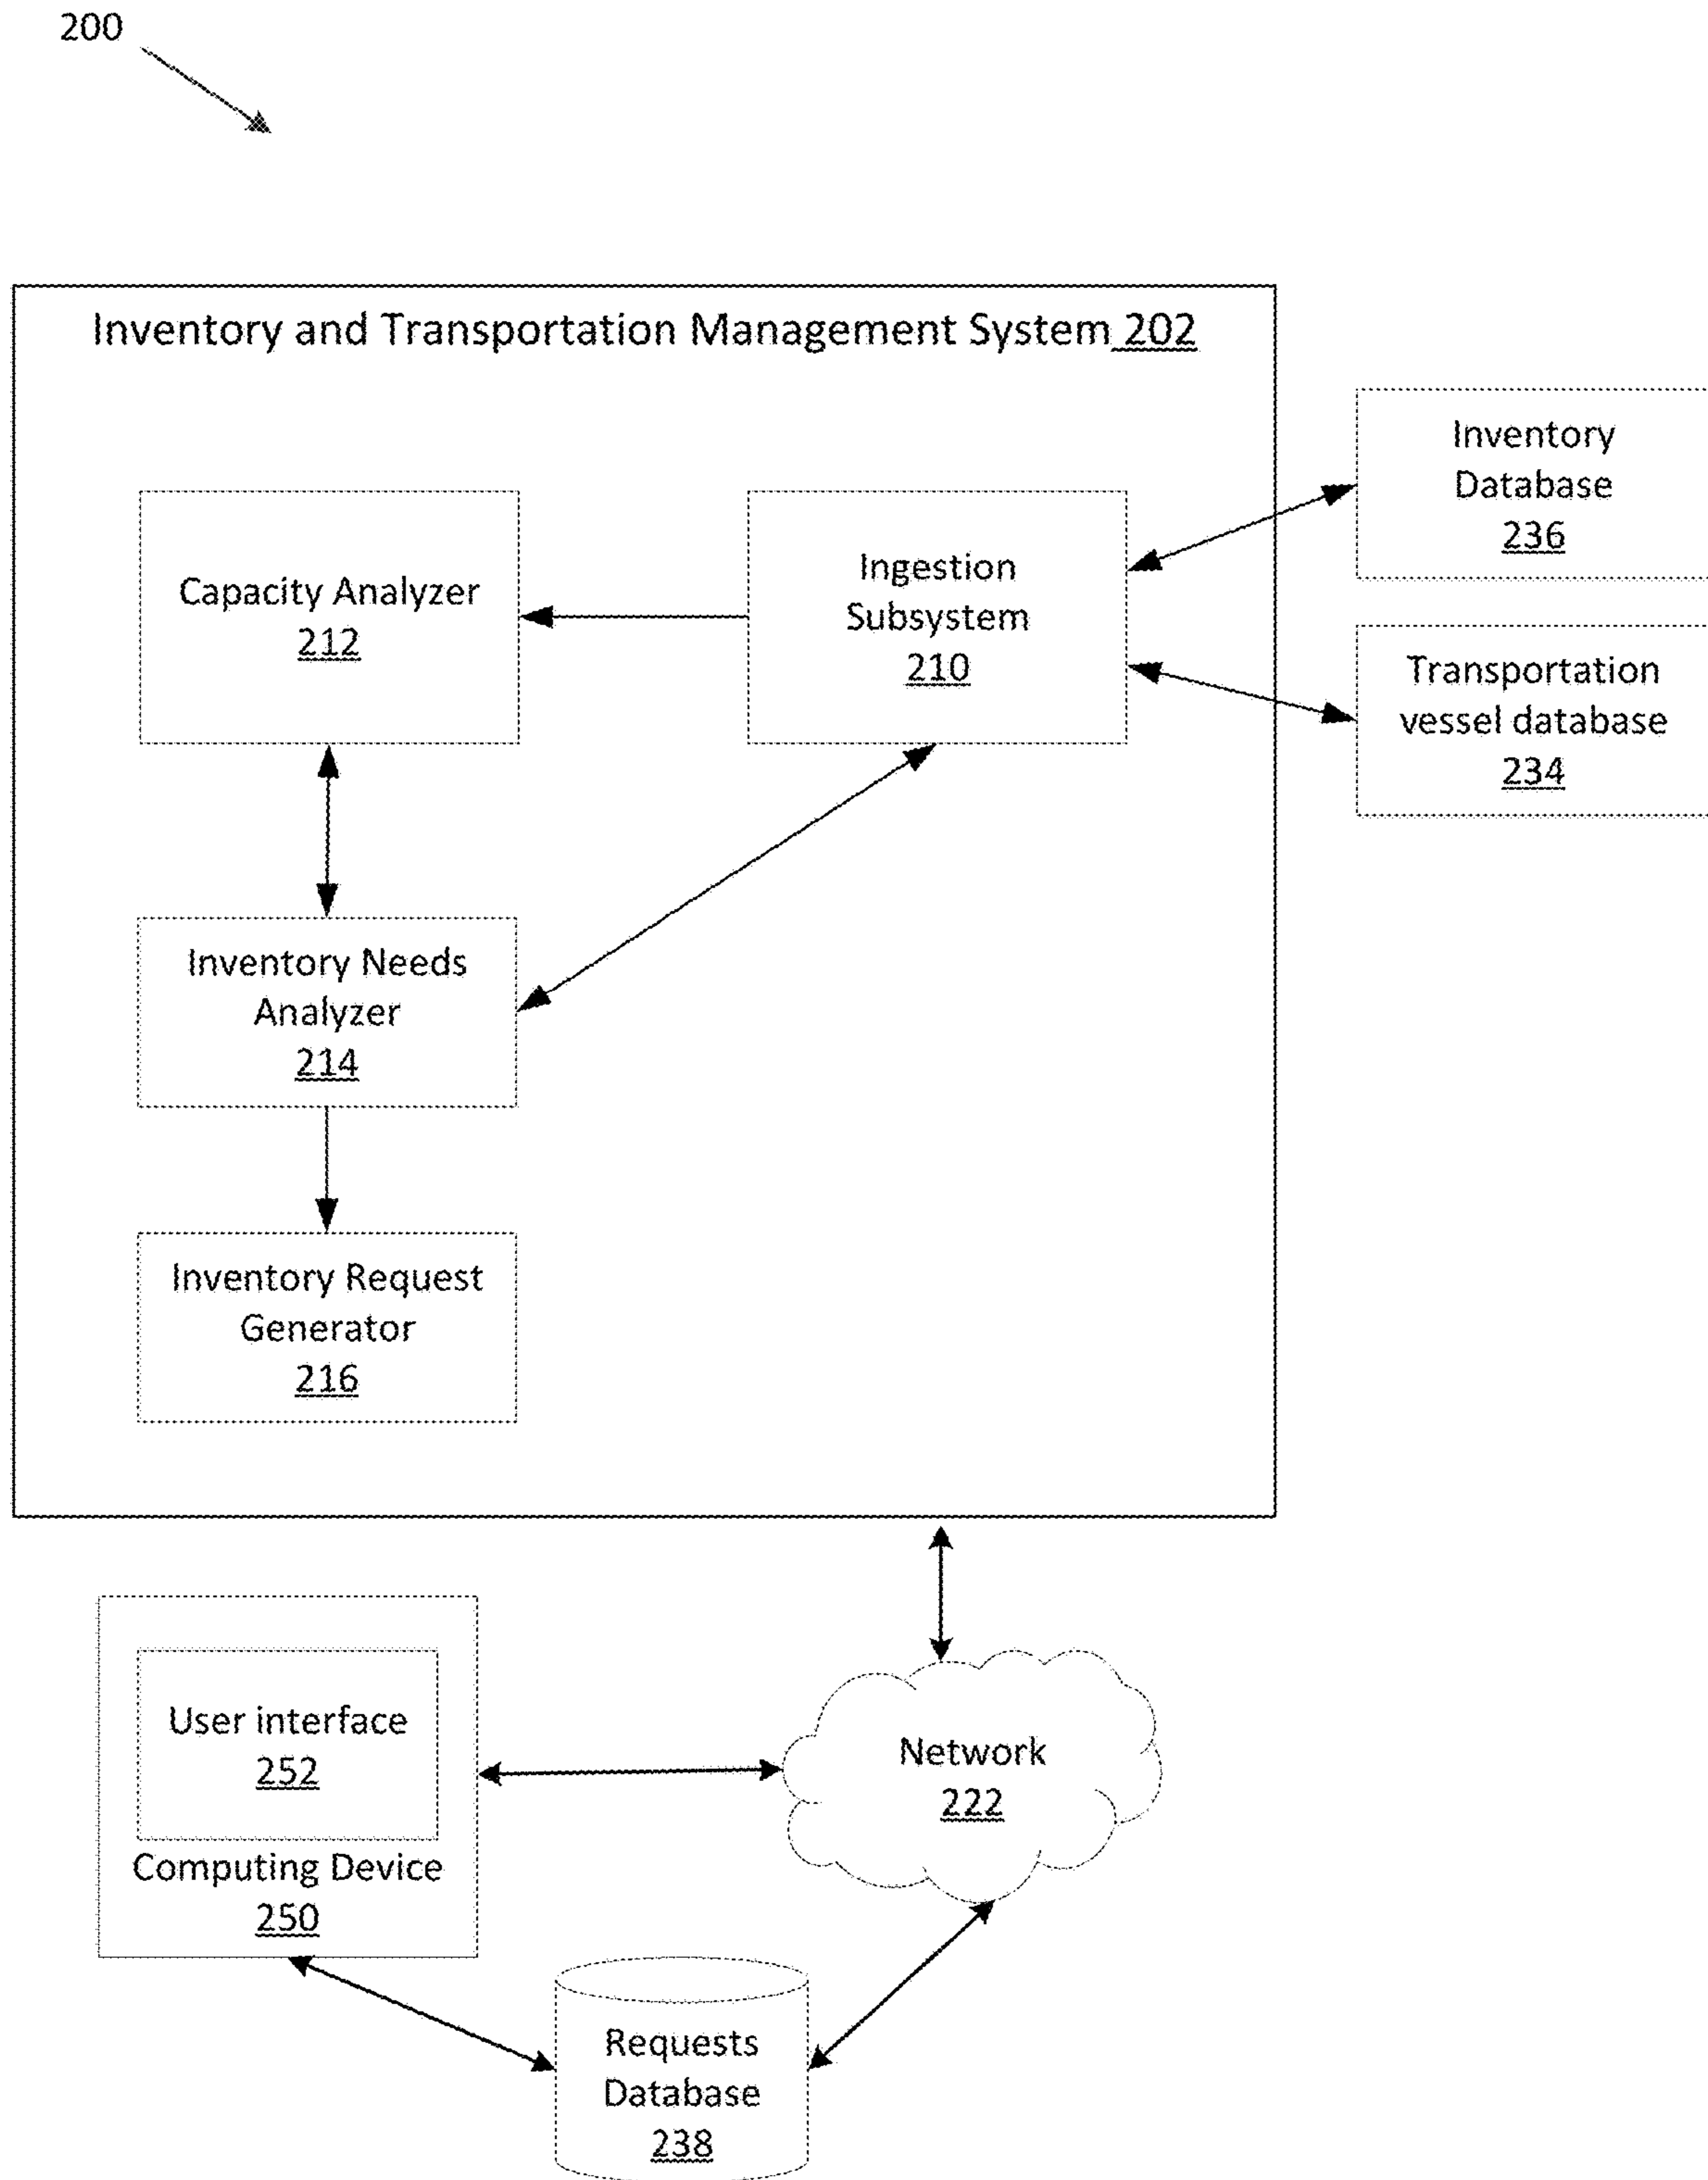 200
Inventory and Transportation Management System 202
Inventory
Database
236
Capacity Analyzer
212
Ingestion
Subsystem
210
Transportation
vessel database
234
Inventory Needs
Analyzer
214
Inventory Request
Generator
216
User interface
252
Computing Device
250
Network
222
Requests
Database
238